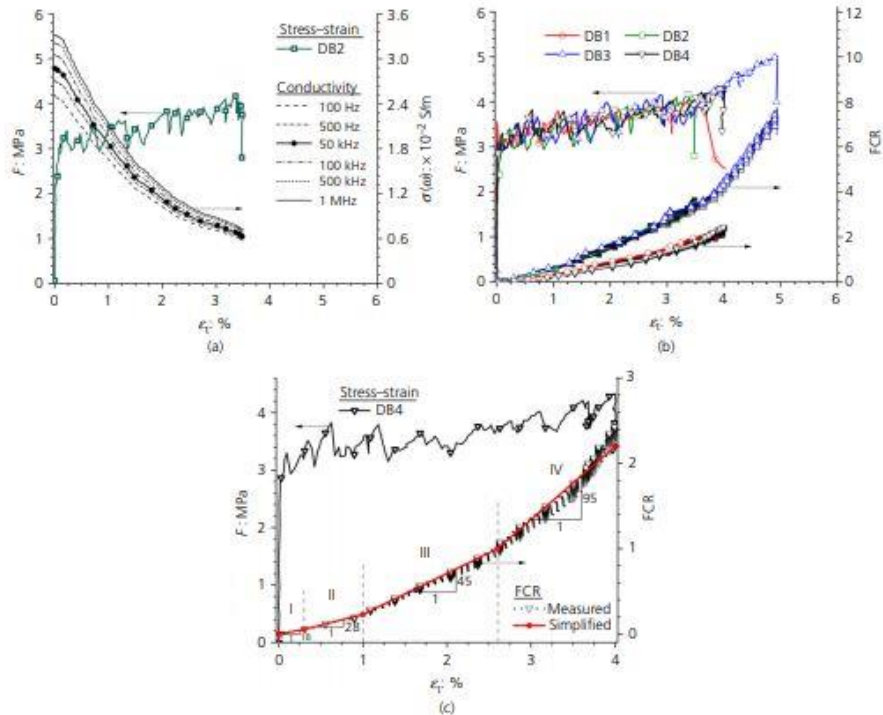 Stress–strain
DB2
Conductivity
100 Hz
500 Hz
50 kHz
100 kHz
500 kHz
1 MHz
F: MPa
6
5
4
3
2
1
0
3.6
3.0
2.4
1.8
1.2
0.6
0
σ′(ω): × 10⁻² S/m
0 1 2 3 4 5 6
εt: %
(a)
DB1 DB2
DB3 DB4
F: MPa
6
5
4
3
2
1
0
12
10
8
6
4
2
0
FCR
0 1 2 3 4 5 6
εt: %
(b)
Stress–strain
DB4
F: MPa
4
3
2
1
0
3
2
1
0
FCR
I
II
III
IV
28
1
45
1
95
1
FCR
Measured
Simplified
0 1 2 3 4
εt: %
(c)